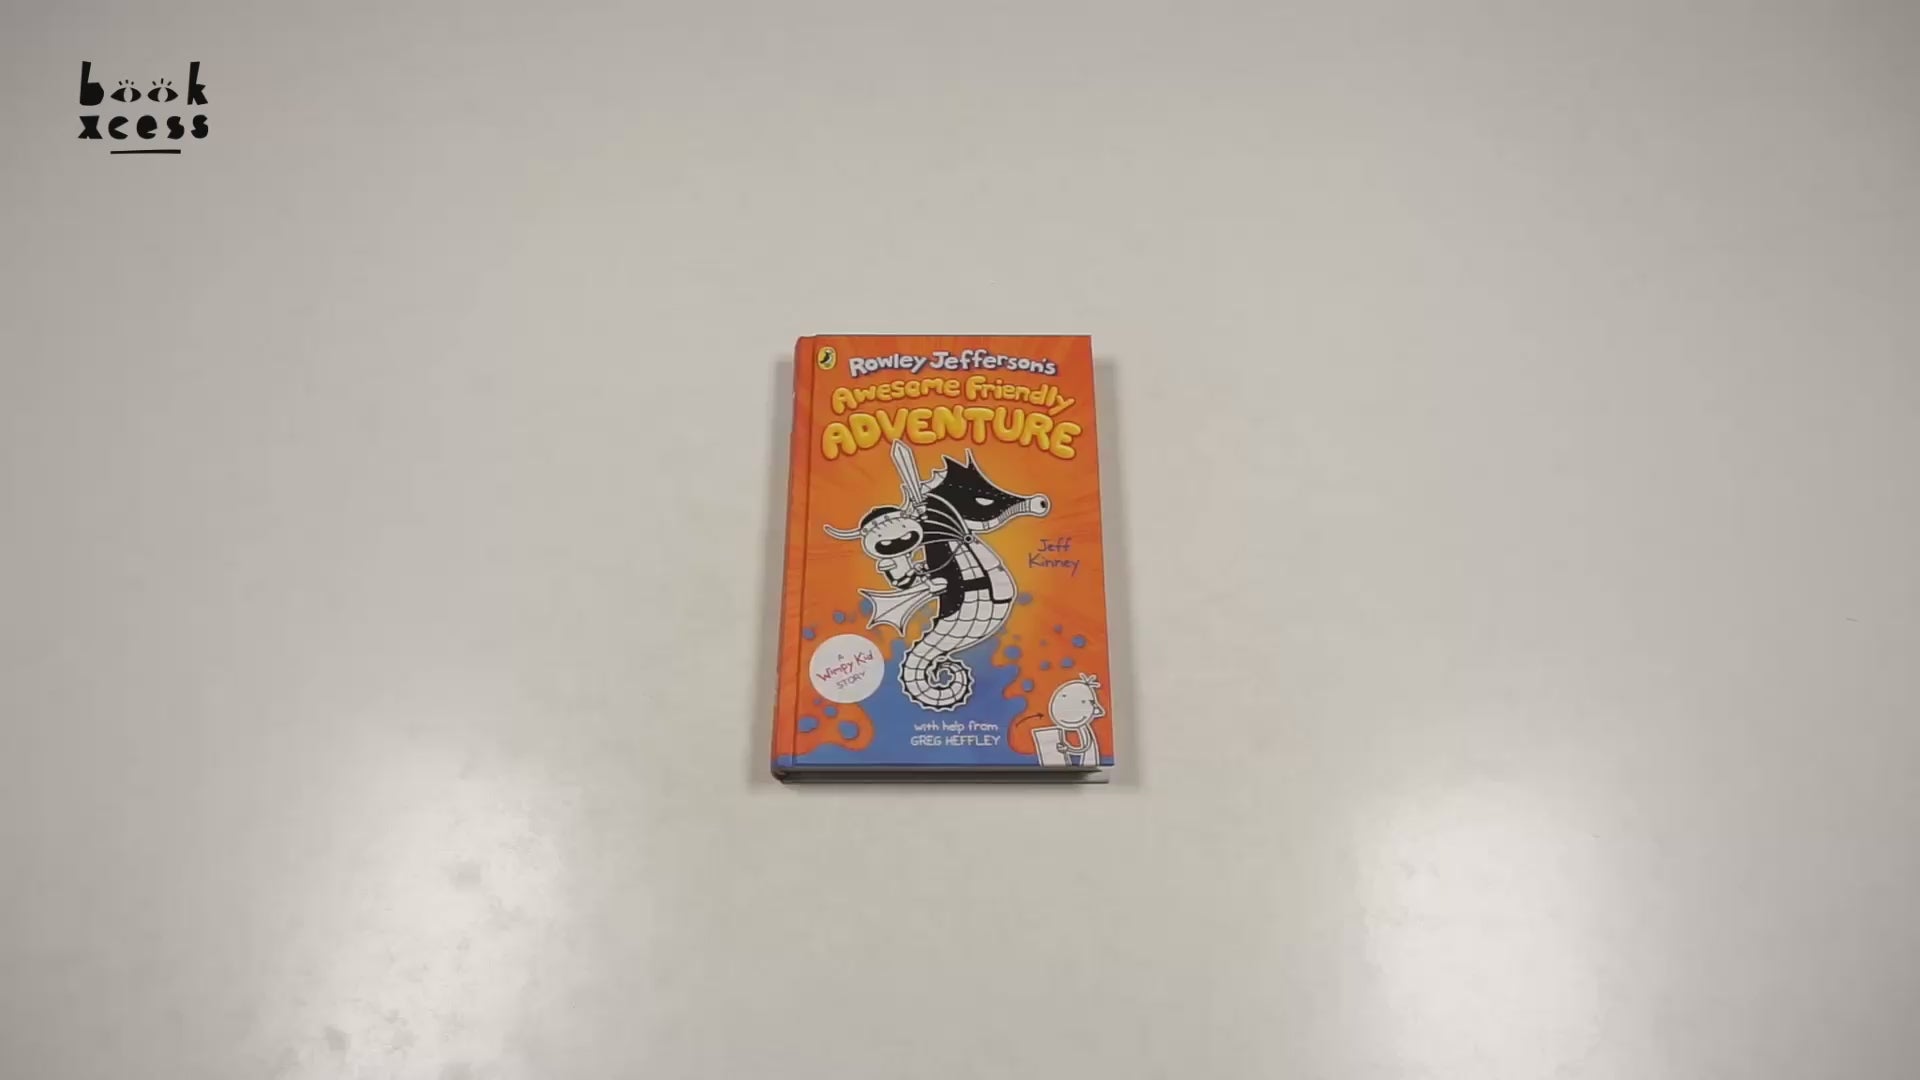 book
xcess
Rowley Jefferson's
Awesome Friendly
ADVENTURE
Jeff
Kinney
A
Wimpy Kid
STORY
with help from
GREG HEFFLEY